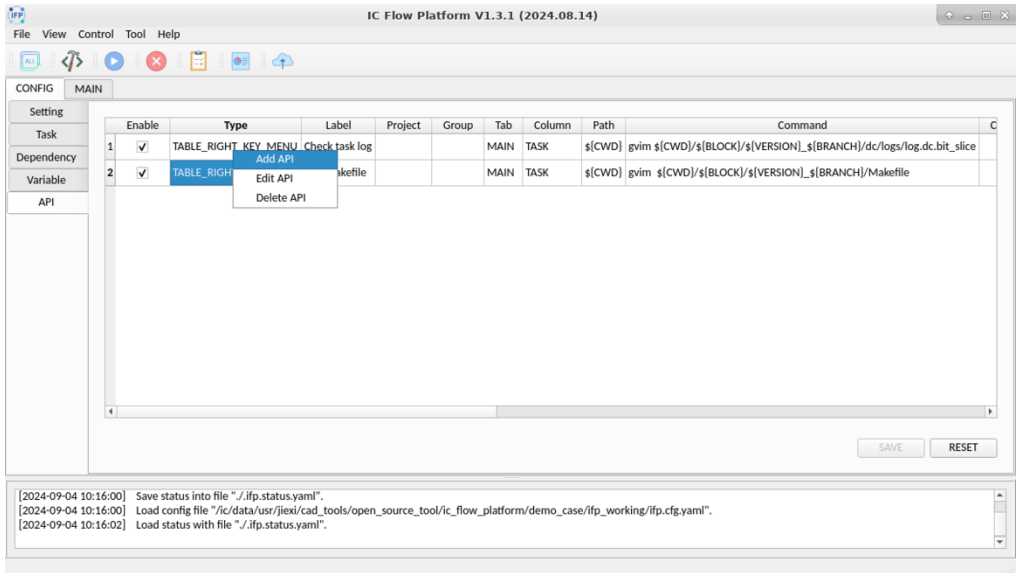 IFP
IC Flow Platform V1.3.1 (2024.08.14)
File View Control Tool Help
ALL
CONFIG MAIN
Setting
Task
Dependency
Variable
API
Enable Type Label Project Group Tab Column Path Command C
1 TABLE_RIGHT_KEY_MENU Check task log MAIN TASK ${CWD} gvim ${CWD}/${BLOCK}/${VERSION}_${BRANCH}/dc/logs/log.dc.bit_slice
2 TABLE_RIGH akefile MAIN TASK ${CWD} gvim ${CWD}/${BLOCK}/${VERSION}_${BRANCH}/Makefile
Add API
Edit API
Delete API
SAVE RESET
[2024-09-04 10:16:00] Save status into file "./.ifp.status.yaml".
[2024-09-04 10:16:00] Load config file "/ic/data/usr/jiexi/cad_tools/open_source_tool/ic_flow_platform/demo_case/ifp_working/ifp.cfg.yaml".
[2024-09-04 10:16:02] Load status with file "./.ifp.status.yaml".